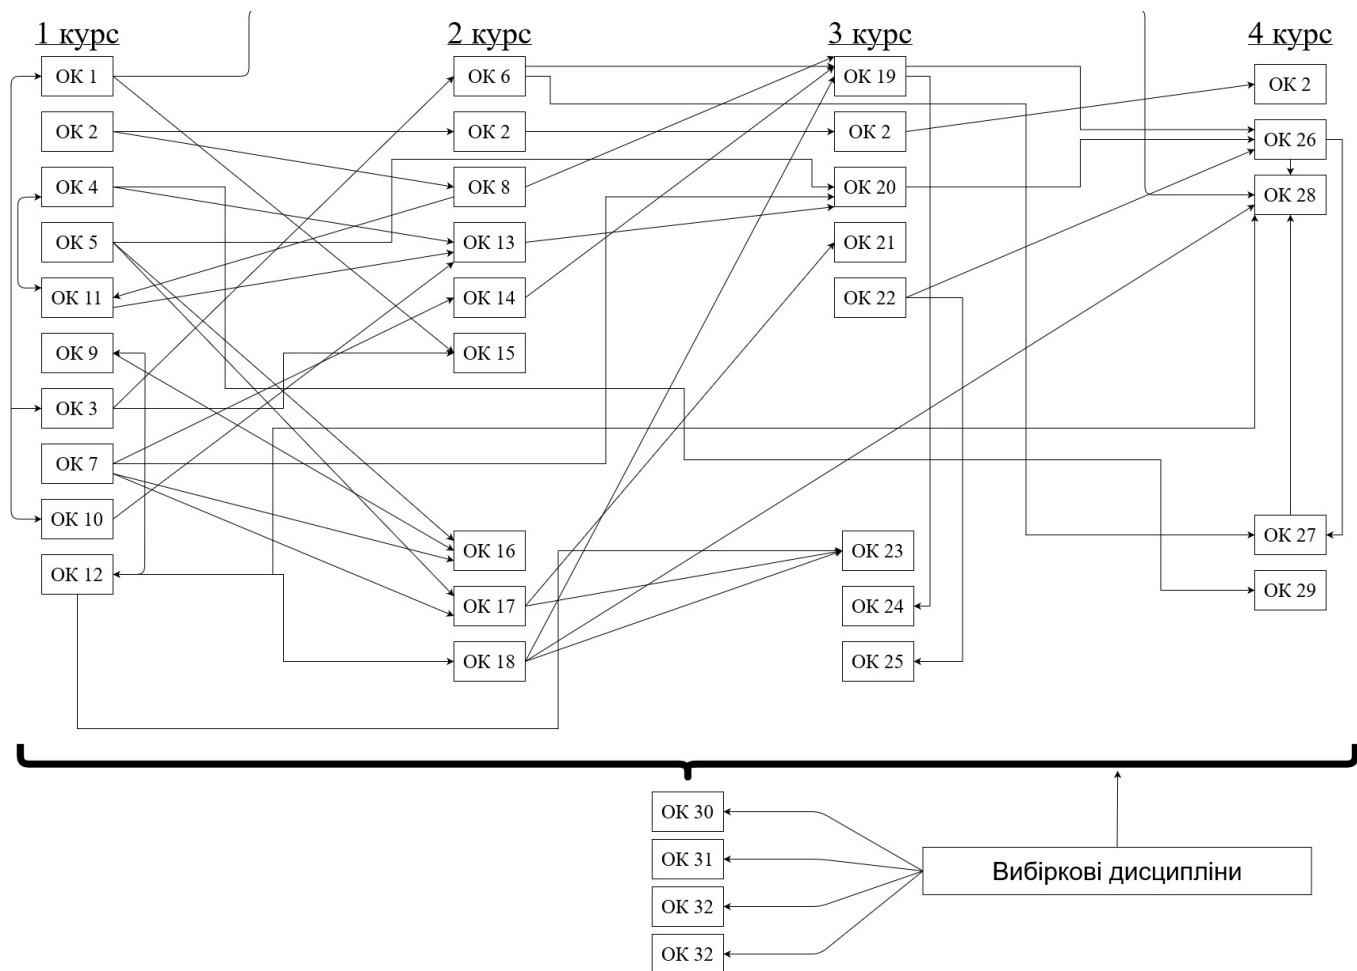 1 курс
2 курс
3 курс
4 курс
ОК 1
ОК 2
ОК 4
ОК 5
ОК 11
ОК 9
ОК 3
ОК 7
ОК 10
ОК 12
ОК 6
ОК 2
ОК 8
ОК 13
ОК 14
ОК 15
ОК 16
ОК 17
ОК 18
ОК 19
ОК 2
ОК 20
ОК 21
ОК 22
ОК 23
ОК 24
ОК 25
ОК 2
ОК 26
ОК 28
ОК 27
ОК 29
ОК 30
ОК 31
ОК 32
ОК 32
Вибіркові дисципліни